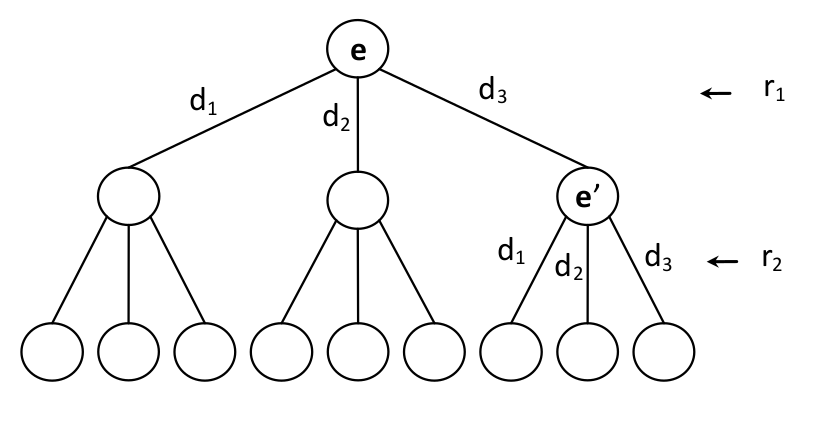 e
d₁ d₂ d₃ ← r₁
e’
d₁ d₂ d₃ ← r₂